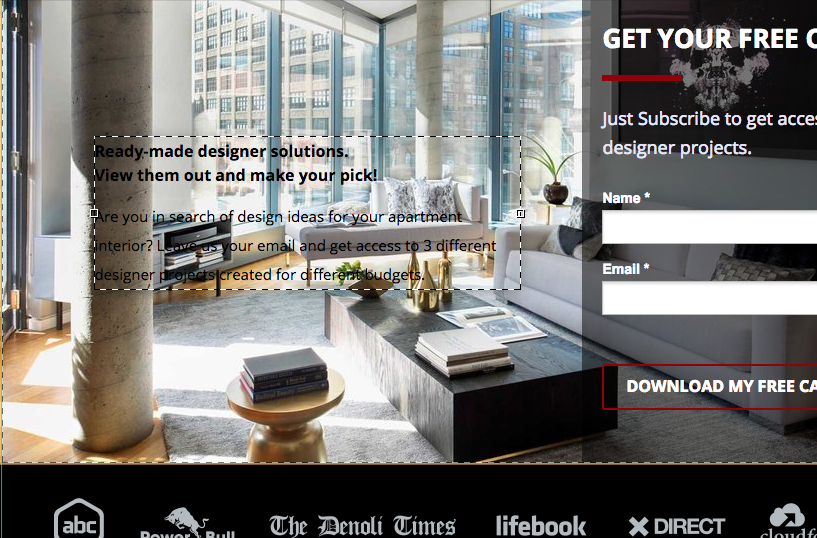 GET YOUR FREE
Just Subscribe to get
designer projects.
Name *
Email *
DOWNLOAD MY FREE
Ready-made designer solutions.
View them out and make your pick!
Are you in search of design ideas for your apartment
interior? Leave us your email and get access to 3 different
designer projects created for different budgets.
abc
Power Bull
The Denoli Times
lifebook
DIRECT